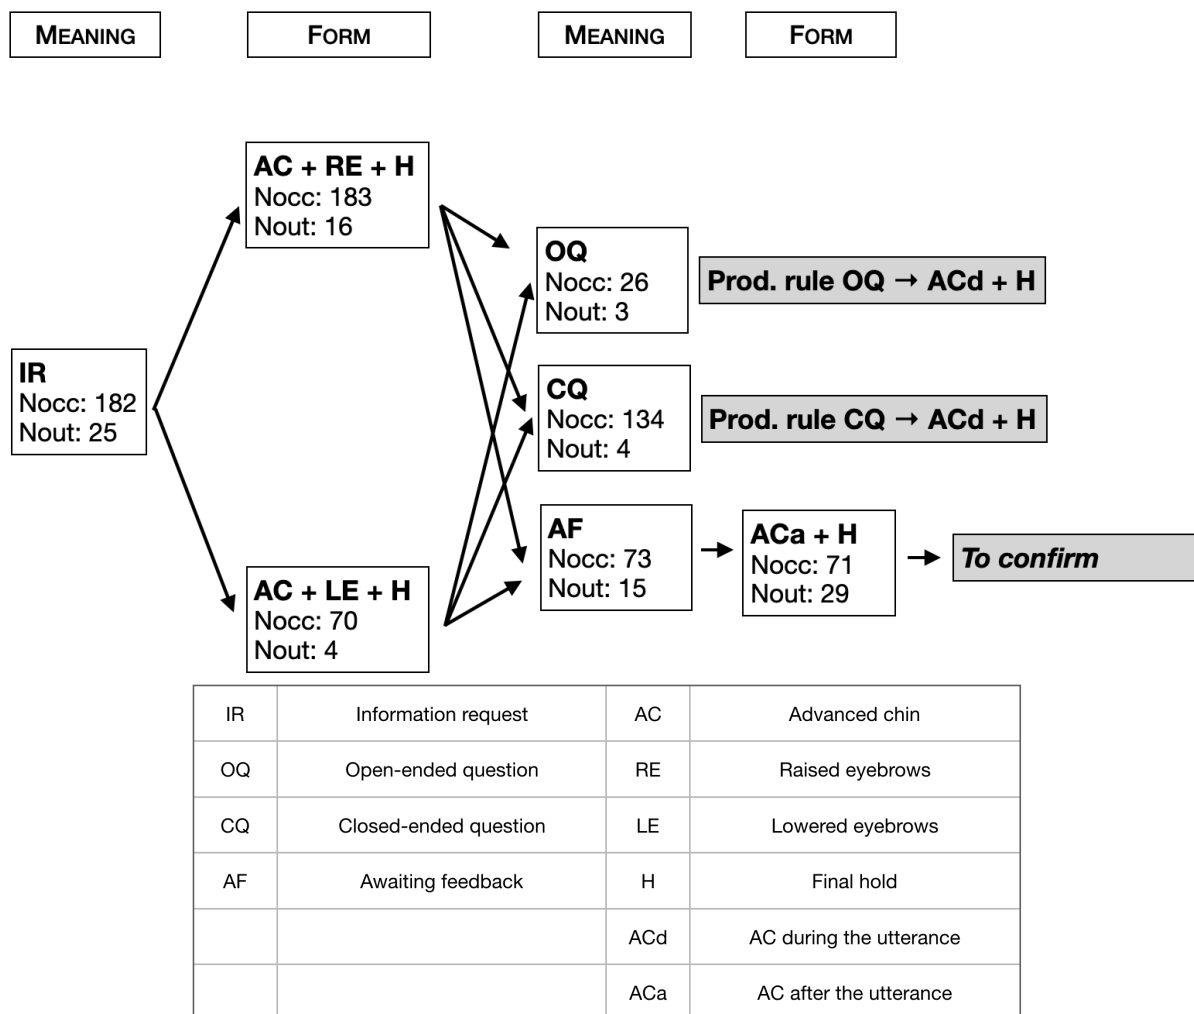 MEANING
FORM
MEANING
FORM
AC + RE + H
Nocc: 183
Nout: 16
OQ
Nocc: 26
Nout: 3
Prod. rule OQ → ACd + H
IR
Nocc: 182
Nout: 25
CQ
Nocc: 134
Nout: 4
Prod. rule CQ → ACd + H
AF
Nocc: 73
Nout: 15
ACa + H
Nocc: 71
Nout: 29
To confirm
AC + LE + H
Nocc: 70
Nout: 4
IR Information request AC Advanced chin
OQ Open-ended question RE Raised eyebrows
CQ Closed-ended question LE Lowered eyebrows
AF Awaiting feedback H Final hold
ACd AC during the utterance
ACa AC after the utterance